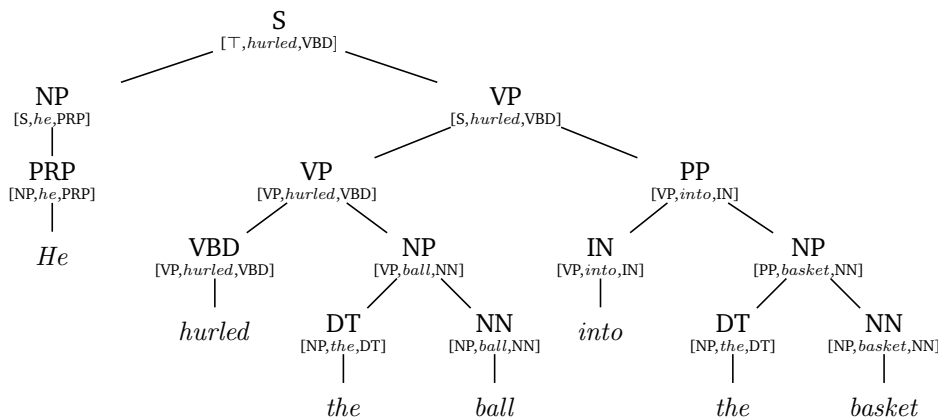 S
[⊤,hurled,VBD]
NP VP
[S,he,PRP] [S,hurled,VBD]
PRP VP PP
[NP,he,PRP] [VP,hurled,VBD] [VP,into,IN]
He VBD NP IN NP
[VP,hurled,VBD] [VP,ball,NN] [VP,into,IN] [PP,basket,NN]
hurled DT NN into DT NN
[NP,the,DT] [NP,ball,NN] [NP,the,DT] [NP,basket,NN]
the ball the basket